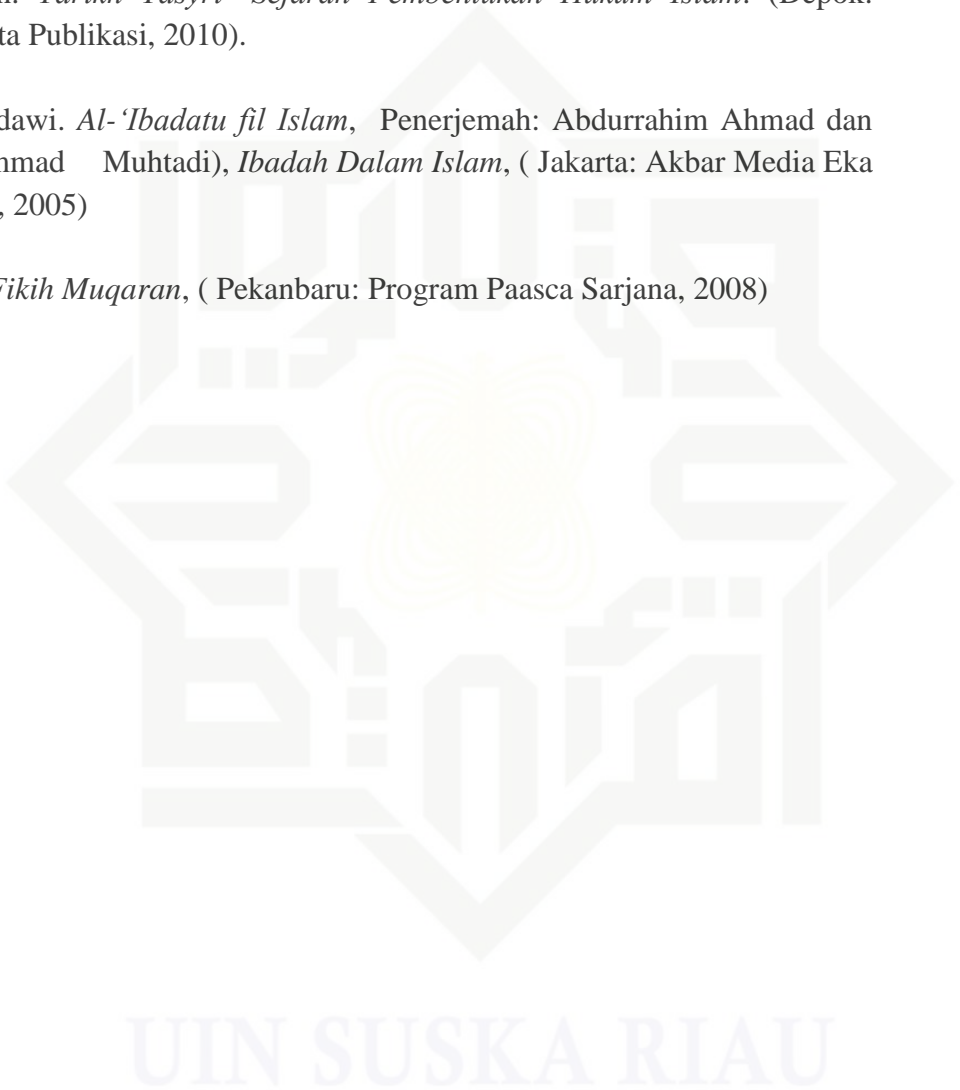 Publikasi, 2010).
dawi. Al-‘Ibadatu fil Islam, Penerjemah: Abdurrahim Ahmad dan
mmad Muhtadi), Ibadah Dalam Islam, ( Jakarta: Akbar Media Eka
, 2005)
Fikih Muqaran, ( Pekanbaru: Program Paasca Sarjana, 2008)
UIN SUSKA RIAU